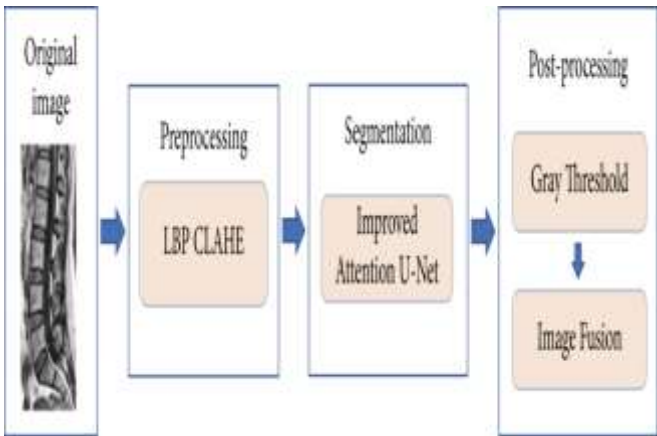 Original
image
Preprocessing
LBP CLAHE
Segmentation
Improved
Attention U-Net
Post-processing
Gray Threshold
Image Fusion